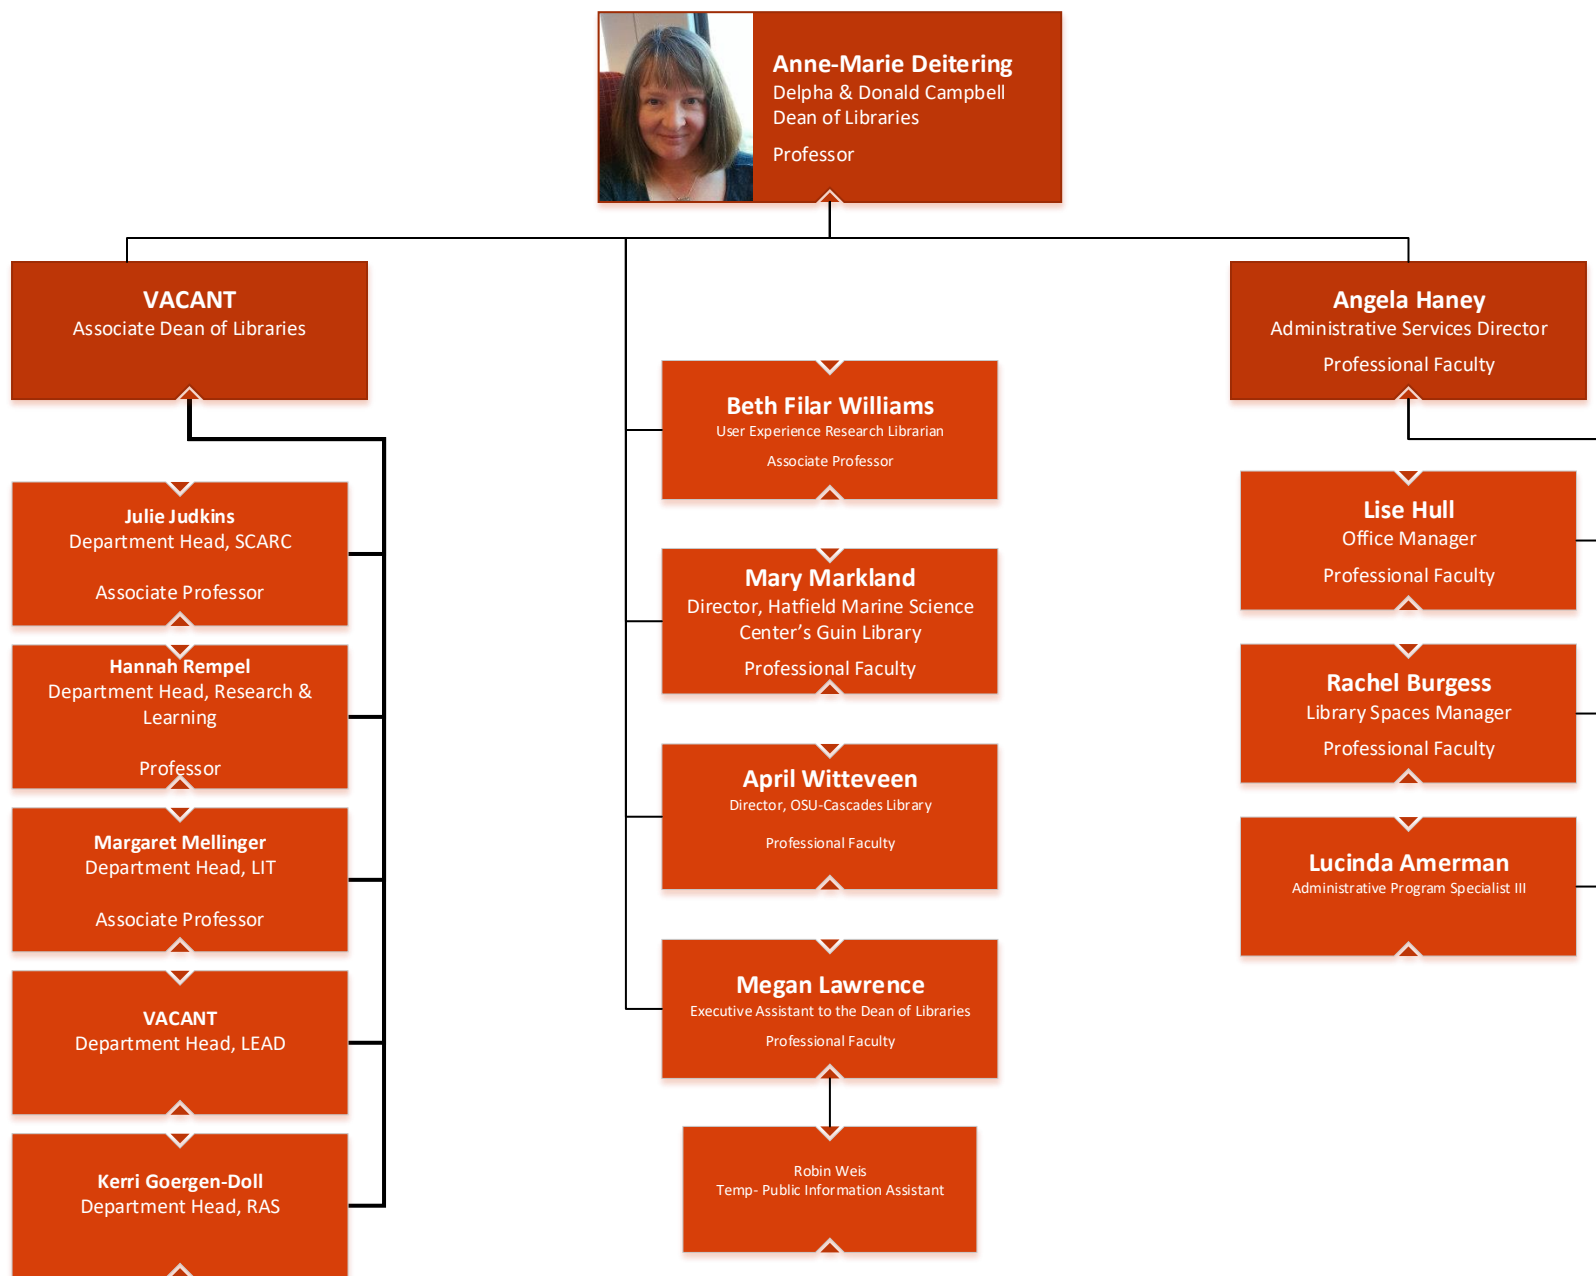 Anne-Marie Deitering
Delpha & Donald Campbell
Dean of Libraries
Professor
VACANT
Associate Dean of Libraries
Angela Haney
Administrative Services Director
Professional Faculty
Julie Judkins
Department Head, SCARC
Associate Professor
Hannah Rempel
Department Head, Research &
Learning
Professor
Margaret Mellinger
Department Head, LIT
Associate Professor
VACANT
Department Head, LEAD
Kerri Goergen-Doll
Department Head, RAS
Beth Filar Williams
User Experience Research Librarian
Associate Professor
Mary Markland
Director, Hatfield Marine Science
Center’s Guin Library
Professional Faculty
April Witteveen
Director, OSU-Cascades Library
Professional Faculty
Megan Lawrence
Executive Assistant to the Dean of Libraries
Professional Faculty
Robin Weis
Temp- Public Information Assistant
Lise Hull
Office Manager
Professional Faculty
Rachel Burgess
Library Spaces Manager
Professional Faculty
Lucinda Amerman
Administrative Program Specialist III